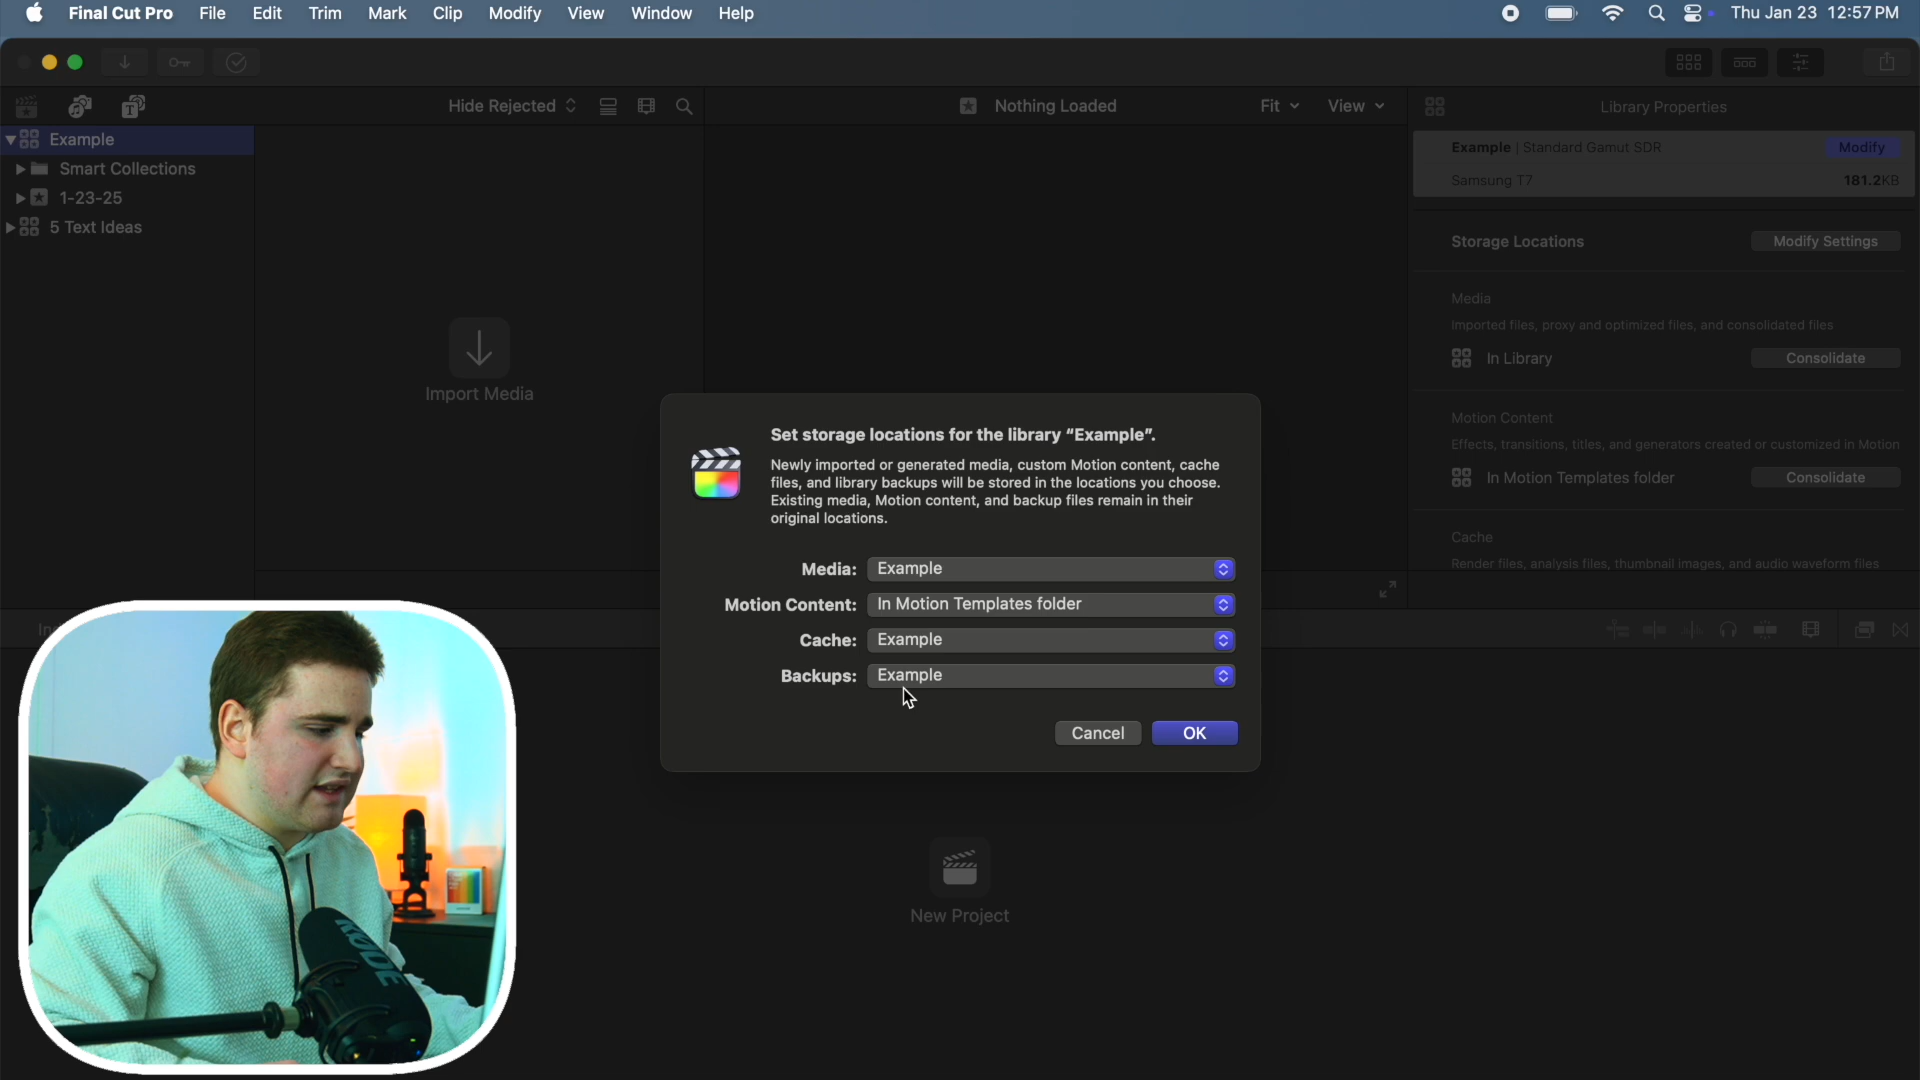 Final Cut Pro File Edit Trim Mark Clip Modify View Window Help Thu Jan 23 12:57 PM
Hide Rejected Nothing Loaded Fit View Library Properties
Example
Smart Collections
1-23-25
5 Text Ideas
Import Media
Example | Standard Gamut SDR Modify
Samsung T7 181.2KB
Storage Locations Modify Settings
Media
Imported files, proxy and optimized files, and consolidated files
In Library Consolidate
Motion Content
Effects, transitions, titles, and generators created or customized in Motion
In Motion Templates folder Consolidate
Cache
Render files, analysis files, thumbnail images, and audio waveform files
Set storage locations for the library “Example”.
Newly imported or generated media, custom Motion content, cache
files, and library backups will be stored in the locations you choose.
Existing media, Motion content, and backup files remain in their
original locations.
Media: Example
Motion Content: In Motion Templates folder
Cache: Example
Backups: Example
Cancel OK
New Project
RODE